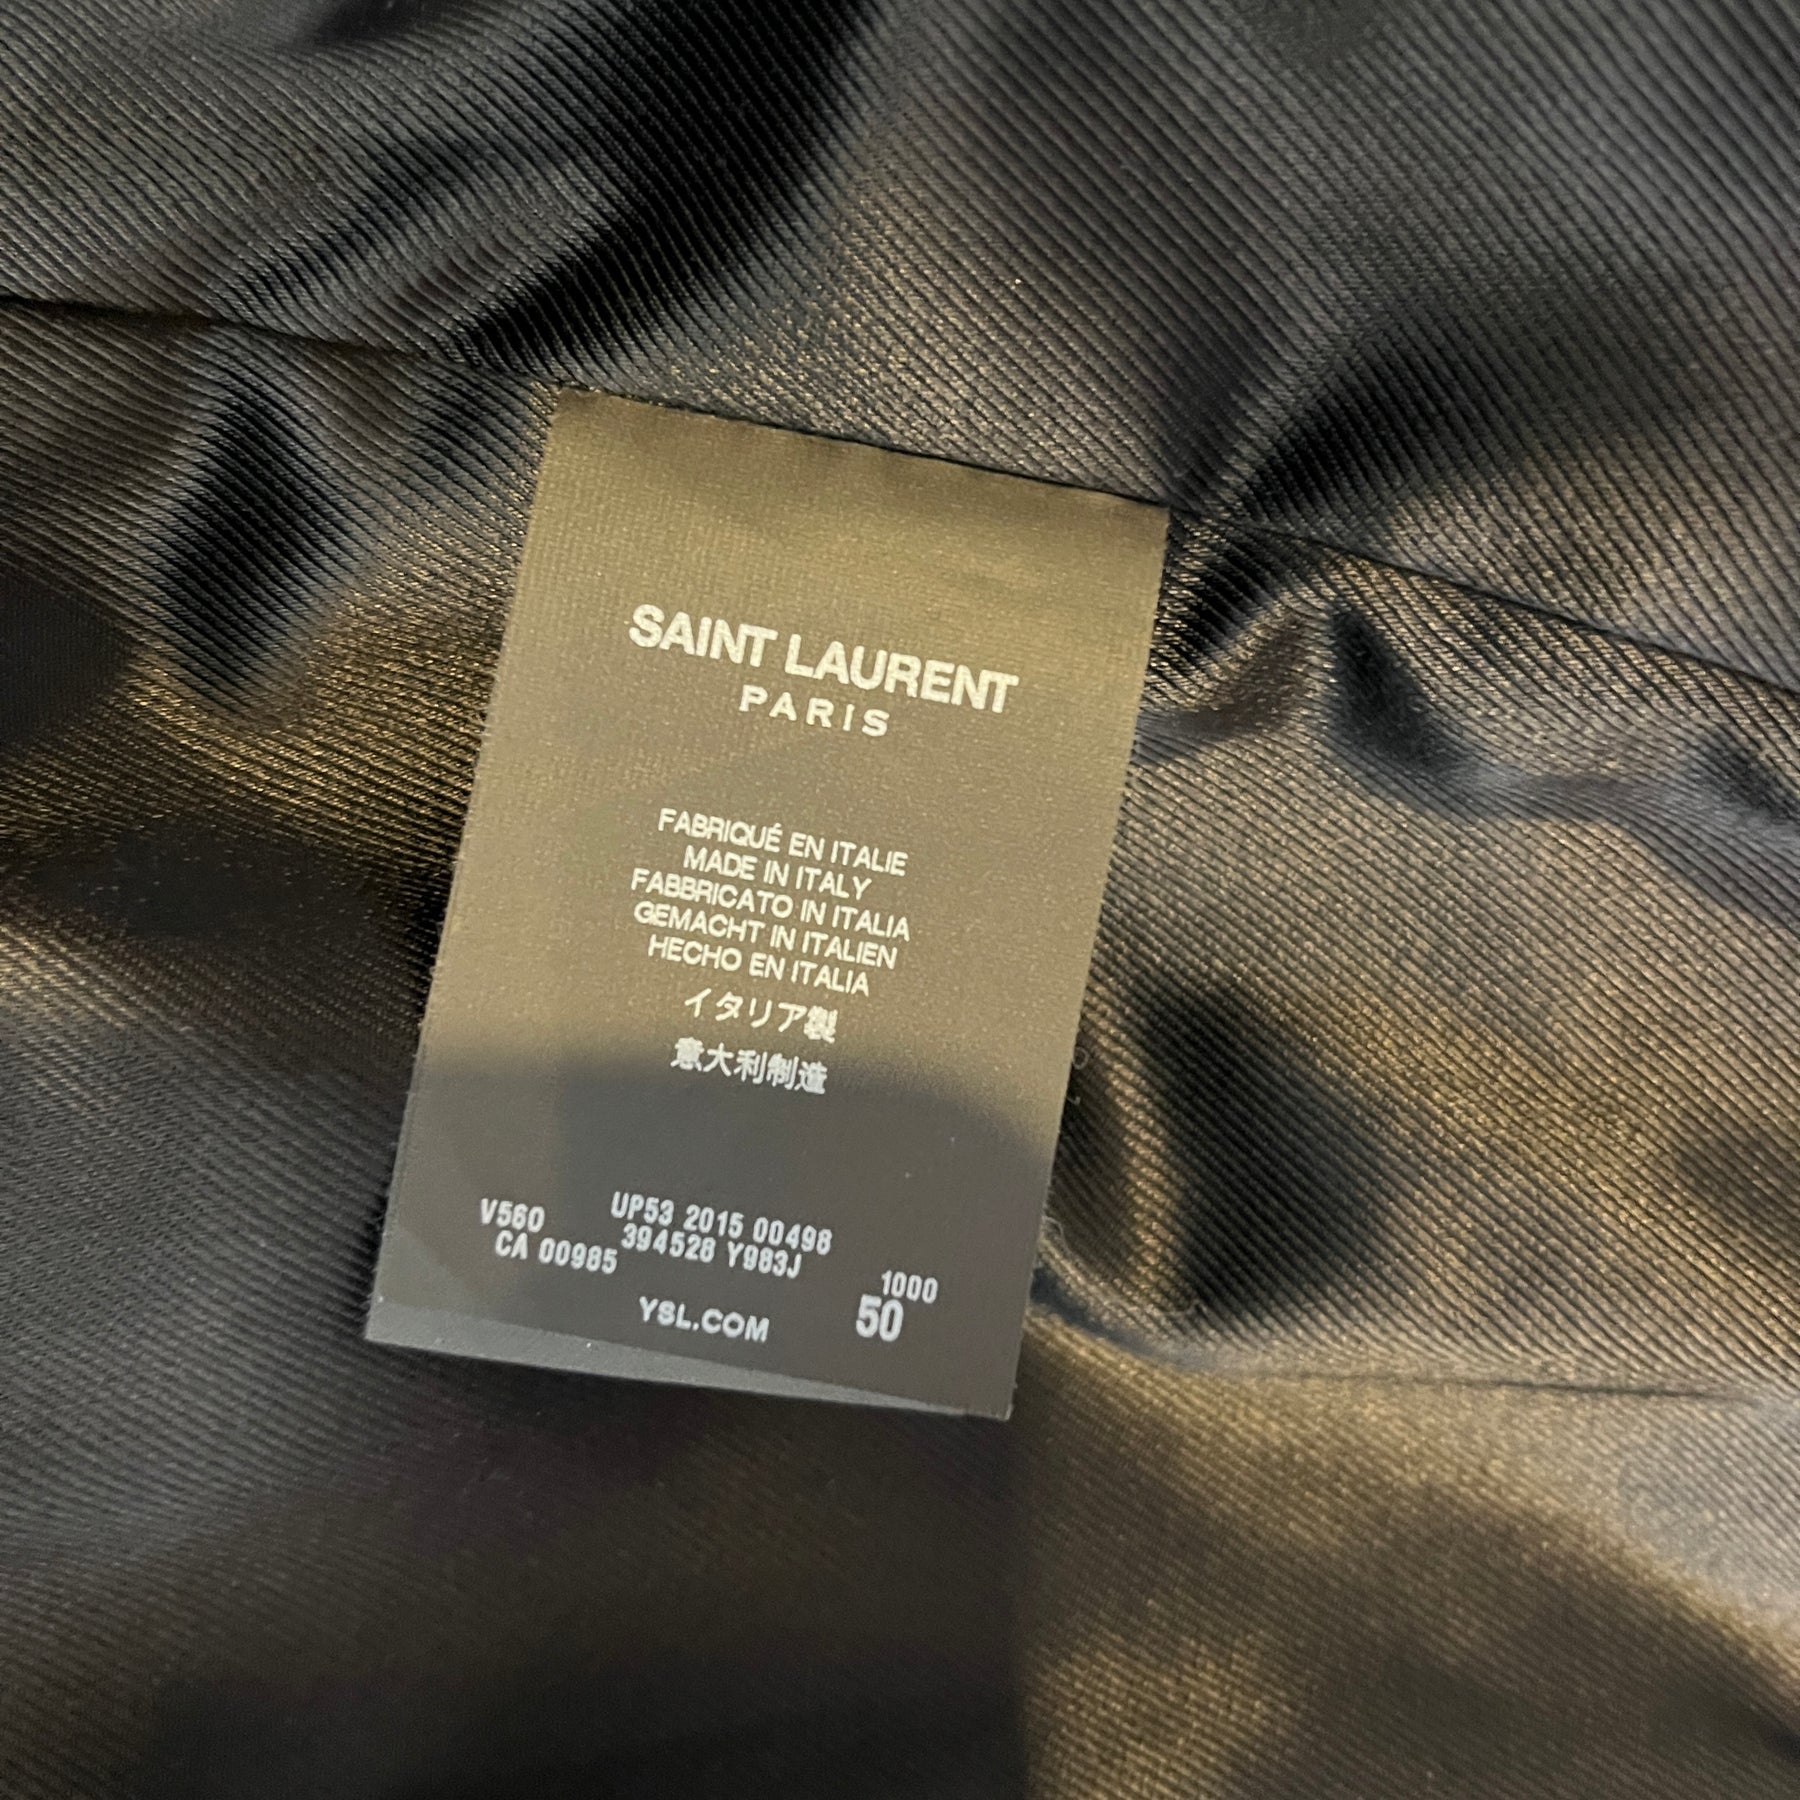 SAINT LAURENT
PARIS
FABRIQUÉ EN ITALIE
MADE IN ITALY
FABBRICATO IN ITALIA
GEMACHT IN ITALIEN
HECHO EN ITALIA
イタリア製
意大利制造
V560 UP53 2015 00498
CA 00985 394528 Y983J
1000
YSL.COM 50